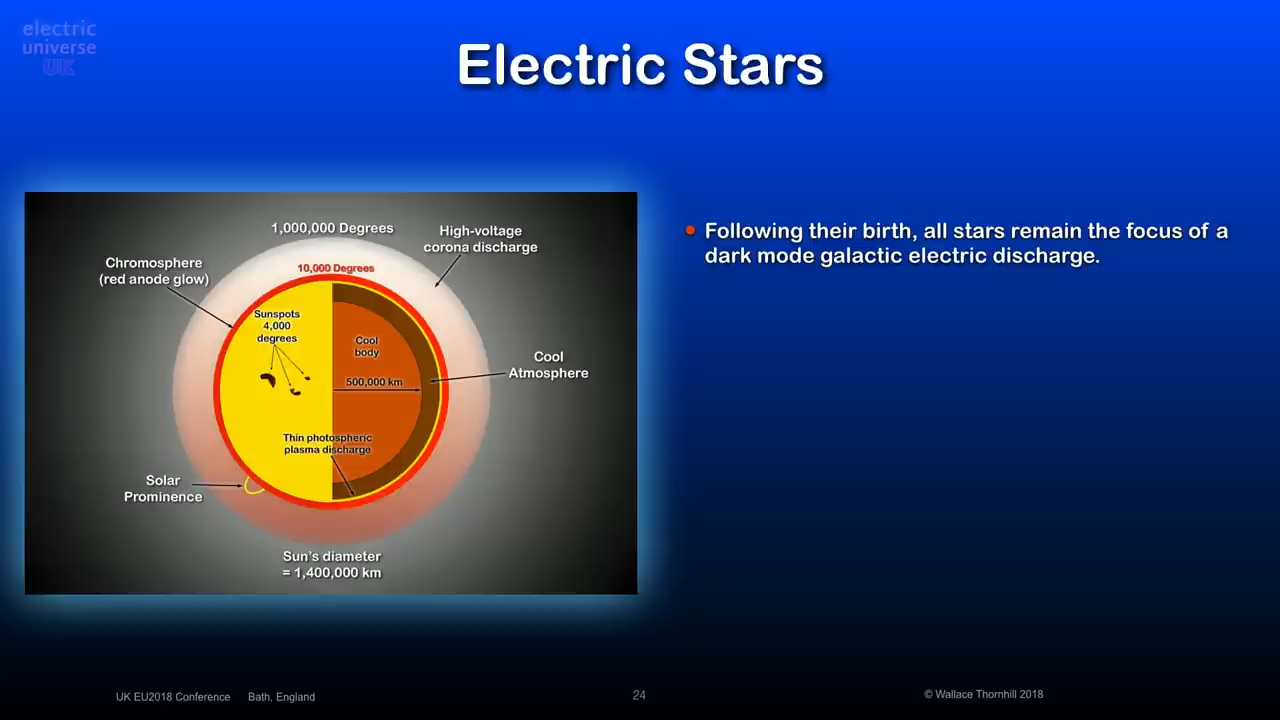 electric
universe
UK
Electric Stars
1,000,000 Degrees
High-voltage
corona discharge
Chromosphere
(red anode glow)
10,000 Degrees
Sunspots
4,000
degrees
Cool
body
500,000 km
Cool
Atmosphere
Thin photospheric
plasma discharge
Solar
Prominence
Sun's diameter
= 1,400,000 km
Following their birth, all stars remain the focus of a
dark mode galactic electric discharge.
UK EU2018 Conference Bath, England
24
© Wallace Thornhill 2018